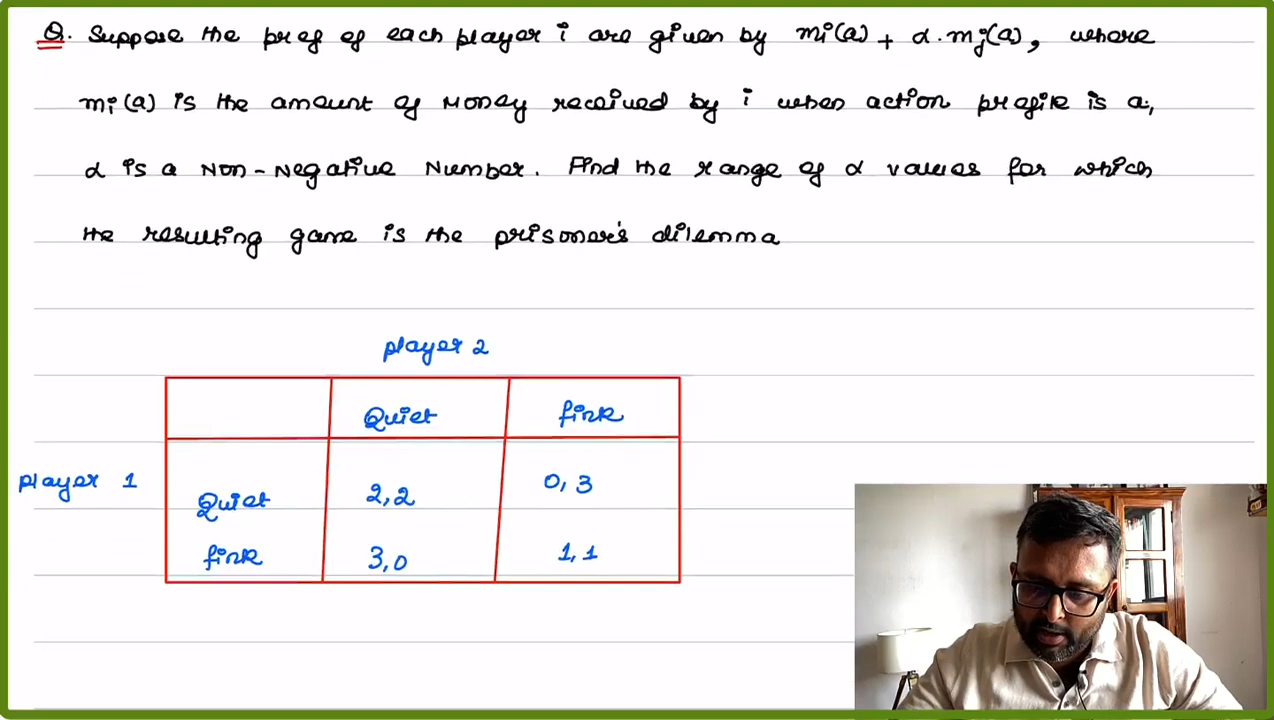 Q. Suppose the pref of each player i are given by mi(a) + α.mj(a), where
mi(a) is the amount of money received by i when action profile is a,
α is a Non-Negative Number. Find the range of α values for which
the resulting game is the prisoner's dilemma
player 2
Quiet fink
player 1 Quiet 2,2 0,3
fink 3,0 1,1